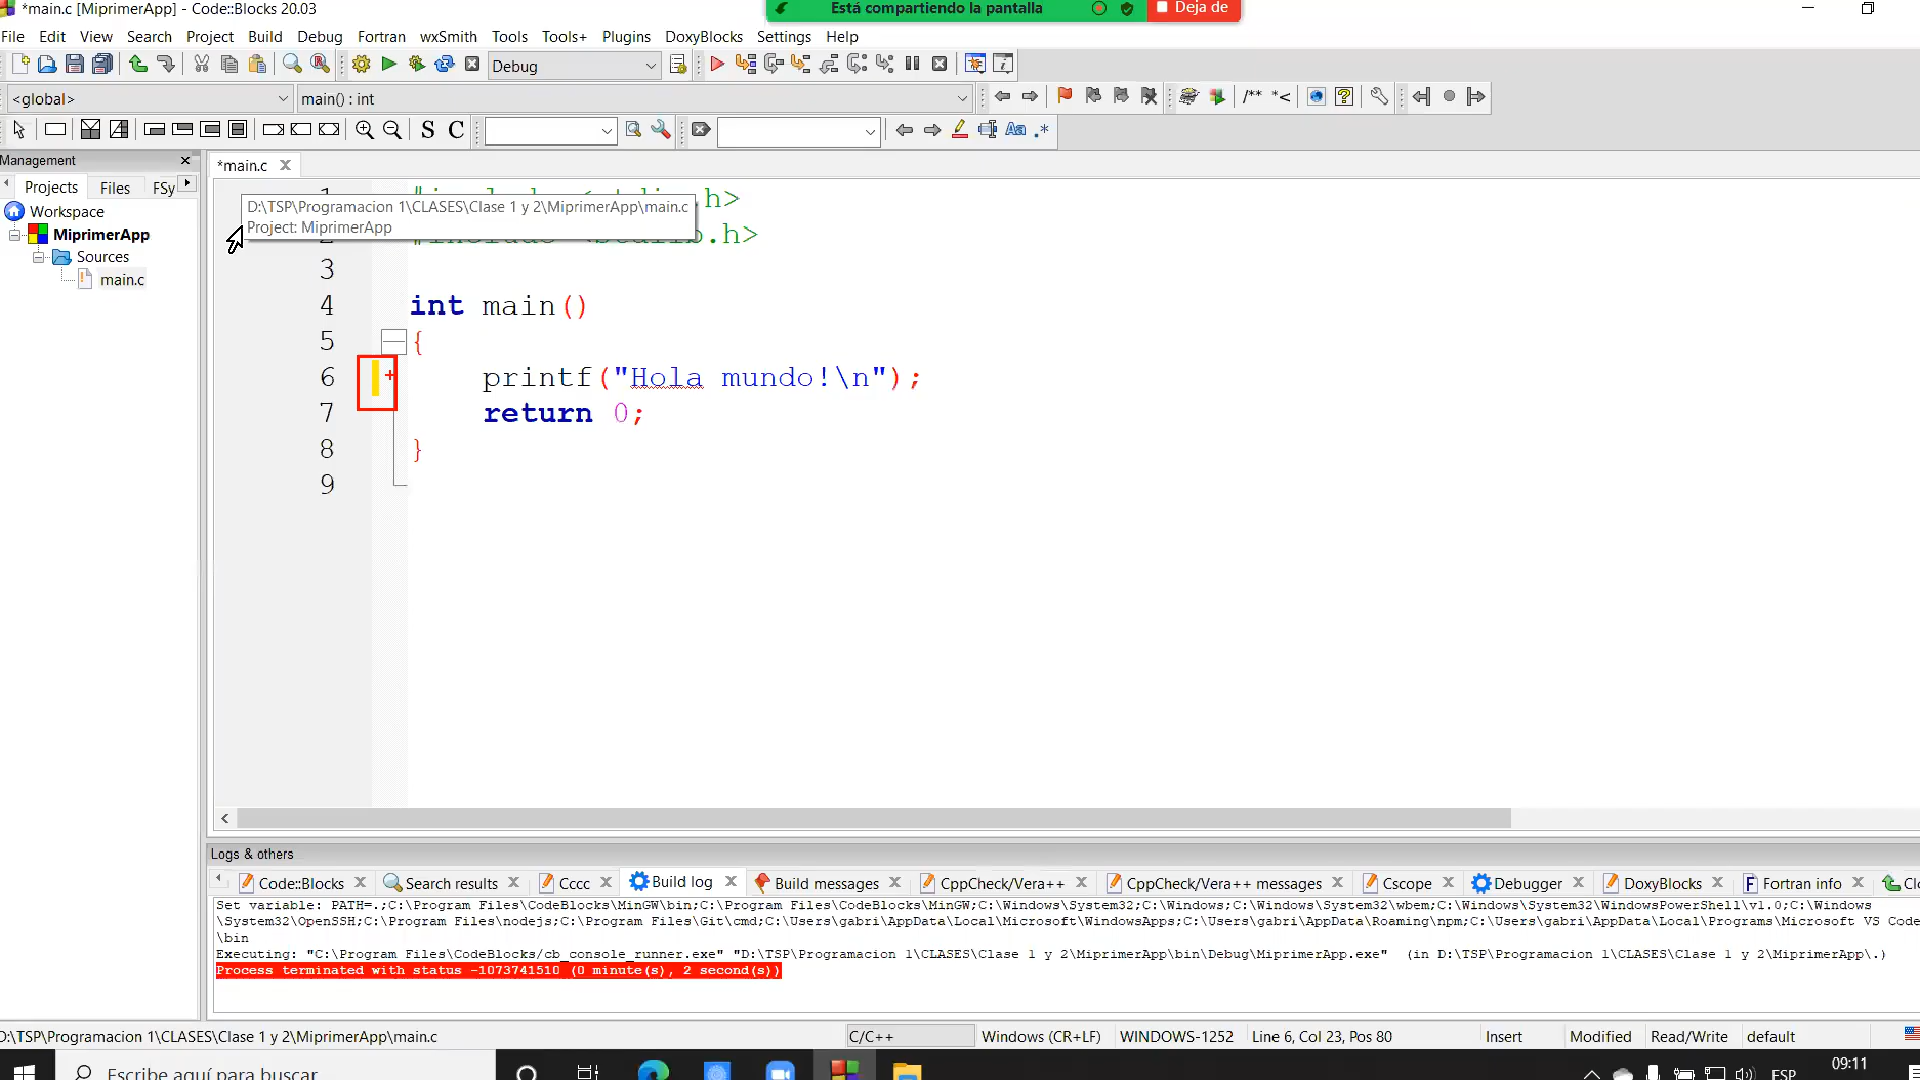 *main.c [MiprimerApp] - Code::Blocks 20.03
Está compartiendo la pantalla
Deja de
File Edit View Search Project Build Debug Fortran wxSmith Tools Tools+ Plugins DoxyBlocks Settings Help
Debug
<global>
main() : int
/** *<
S C
Aa .*
Management
*main.c
Projects Files FSy
Workspace
MiprimerApp
Sources
main.c
D:\TSP\Programacion 1\CLASES\Clase 1 y 2\MiprimerApp\main.c
Project: MiprimerApp
1 #include <stdio.h>
2 #include <stdlib.h>
3
4 int main()
5 {
6 printf("Hola mundo!\n");
7 return 0;
8 }
9
Logs & others
Code::Blocks Search results Cccc Build log Build messages CppCheck/Vera++ CppCheck/Vera++ messages Cscope Debugger DoxyBlocks Fortran info Clo
Set variable: PATH=.;C:\Program Files\CodeBlocks\MinGW\bin;C:\Program Files\CodeBlocks\MinGW;C:\Windows\System32;C:\Windows;C:\Windows\System32\wbem;C:\Windows\System32\WindowsPowerShell\v1.0;C:\Windows
\System32\OpenSSH;C:\Program Files\nodejs;C:\Program Files\Git\cmd;C:\Users\gabri\AppData\Local\Microsoft\WindowsApps;C:\Users\gabri\AppData\Roaming\npm;C:\Users\gabri\AppData\Local\Programs\Microsoft VS Code
\bin
Executing: "C:\Program Files\CodeBlocks/cb_console_runner.exe" "D:\TSP\Programacion 1\CLASES\Clase 1 y 2\MiprimerApp\bin\Debug\MiprimerApp.exe" (in D:\TSP\Programacion 1\CLASES\Clase 1 y 2\MiprimerApp\.)
Process terminated with status -1073741510 (0 minute(s), 2 second(s))
D:\TSP\Programacion 1\CLASES\Clase 1 y 2\MiprimerApp\main.c
C/C++ Windows (CR+LF) WINDOWS-1252 Line 6, Col 23, Pos 80 Insert Modified Read/Write default
Escribe aquí para buscar
ESP
09:11